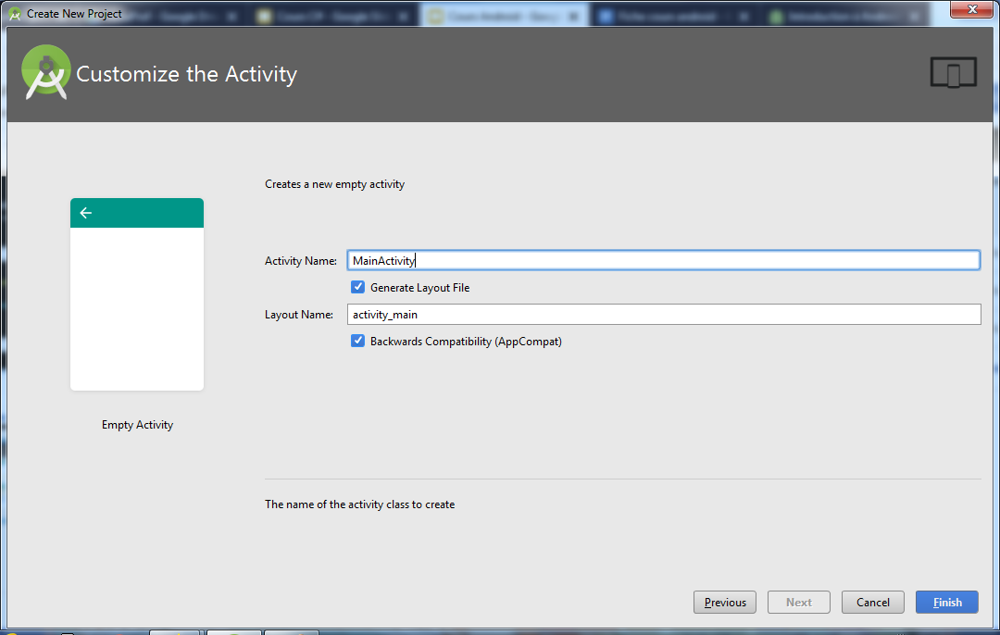 Create New Project
Customize the Activity
Creates a new empty activity
Activity Name: MainActivity
Generate Layout File
Layout Name: activity_main
Backwards Compatibility (AppCompat)
Empty Activity
The name of the activity class to create
Previous Next Cancel Finish